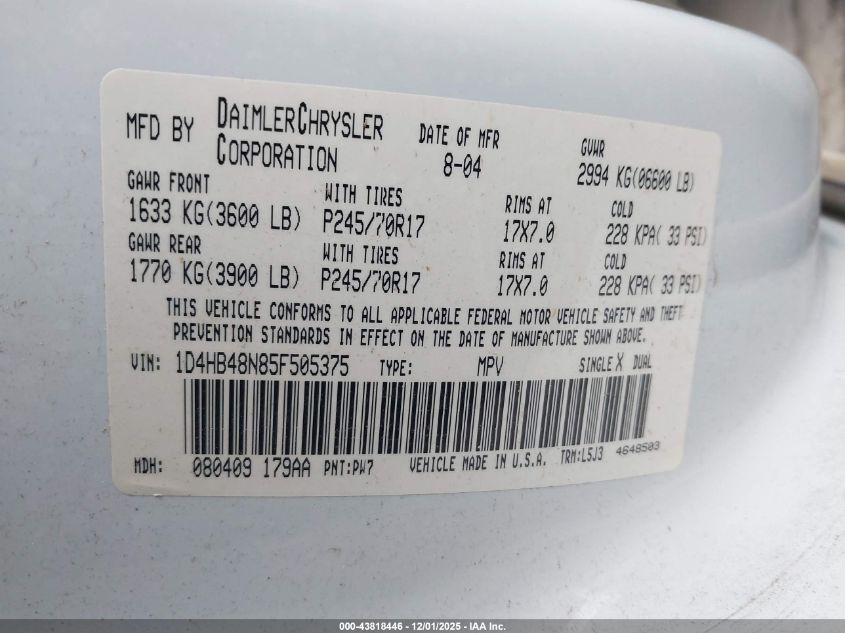 MFD BY DAIMLERCHRYSLER CORPORATION DATE OF MFR 8-04 GVWR 2994 KG(06600 LB)
GAWR FRONT WITH TIRES RIMS AT COLD
1633 KG(3600 LB) P245/70R17 17X7.0 228 KPA( 33 PSI)
GAWR REAR WITH TIRES RIMS AT COLD
1770 KG(3900 LB) P245/70R17 17X7.0 228 KPA( 33 PSI)
THIS VEHICLE CONFORMS TO ALL APPLICABLE FEDERAL MOTOR VEHICLE SAFETY AND THEFT
PREVENTION STANDARDS IN EFFECT ON THE DATE OF MANUFACTURE SHOWN ABOVE.
VIN: 1D4HB48N85F505375 TYPE: MPV SINGLE X DUAL
MDH: 080409 179AA PNT:PW7 VEHICLE MADE IN U.S.A. TRM:L5J3 4648503
000-43818446 - 12/01/2025 - IAA Inc.